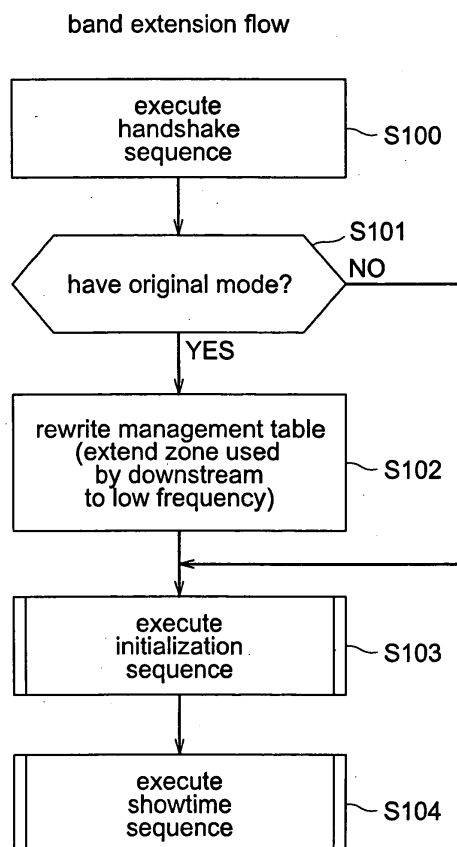 band extension flow
execute
handshake
sequence
S100
S101
have original mode?
NO
YES
rewrite management table
(extend zone used
by downstream
to low frequency)
S102
execute
initialization
sequence
S103
execute
showtime
sequence
S104